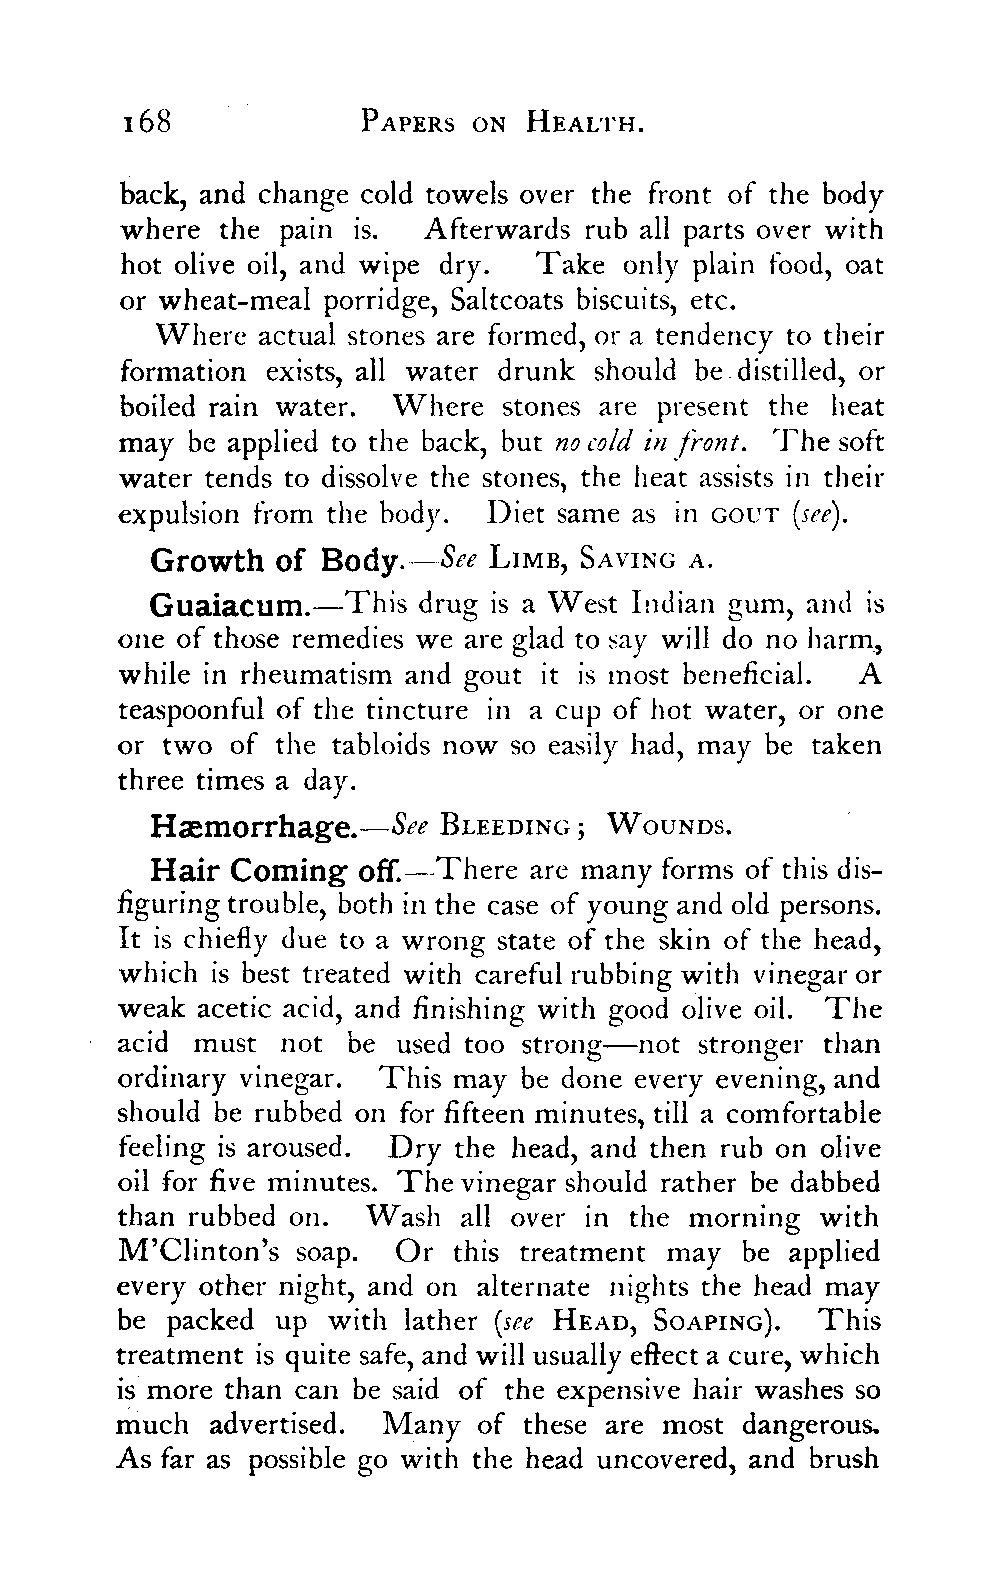 168 PAPERS ON HEALTH.
back, and change cold towels over the front of the body
where the pain is. Afterwards rub all parts over with
hot olive oil, and wipe dry. Take only plain food, oat
or wheat-meal porridge, Saltcoats biscuits, etc.
Where actual stones are formed, or a tendency to their
formation exists, all water drunk should be distilled, or
boiled rain water. Where stones are present the heat
may be applied to the back, but no cold in front. The soft
water tends to dissolve the stones, the heat assists in their
expulsion from the body. Diet same as in GOUT (see).
Growth of Body.—See LIMB, SAVING A.
Guaiacum.—This drug is a West Indian gum, and is
one of those remedies we are glad to say will do no harm,
while in rheumatism and gout it is most beneficial. A
teaspoonful of the tincture in a cup of hot water, or one
or two of the tabloids now so easily had, may be taken
three times a day.
Hæmorrhage.—See BLEEDING; WOUNDS.
Hair Coming off.—There are many forms of this dis-
figuring trouble, both in the case of young and old persons.
It is chiefly due to a wrong state of the skin of the head,
which is best treated with careful rubbing with vinegar or
weak acetic acid, and finishing with good olive oil. The
acid must not be used too strong—not stronger than
ordinary vinegar. This may be done every evening, and
should be rubbed on for fifteen minutes, till a comfortable
feeling is aroused. Dry the head, and then rub on olive
oil for five minutes. The vinegar should rather be dabbed
than rubbed on. Wash all over in the morning with
M'Clinton's soap. Or this treatment may be applied
every other night, and on alternate nights the head may
be packed up with lather (see HEAD, SOAPING). This
treatment is quite safe, and will usually effect a cure, which
is more than can be said of the expensive hair washes so
much advertised. Many of these are most dangerous.
As far as possible go with the head uncovered, and brush